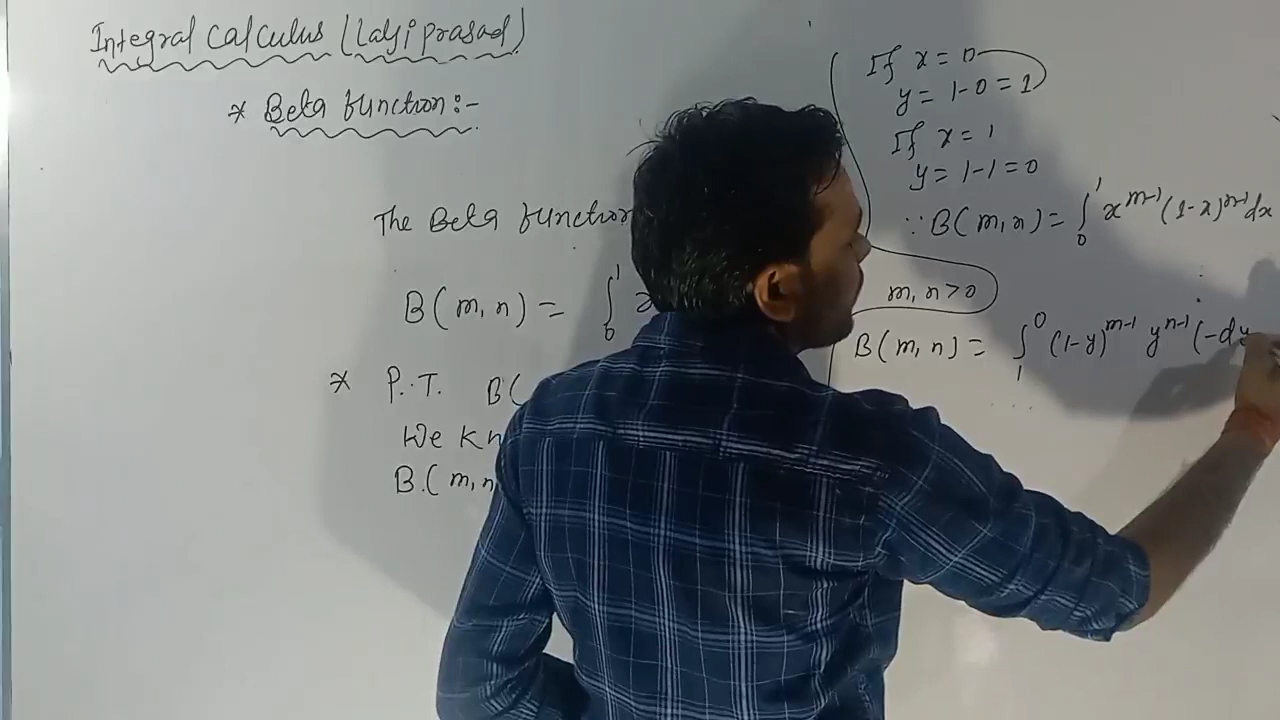 Integral Calculus (Lalji prasad)
* Beta function:-
The Beta function
B(m,n) = ∫₀¹
* P.T. B(
We Kn
B.(m,n
If x = 0
y = 1-0 = 1
If x = 1
y = 1-1 = 0
∵ B(m,n) = ∫₀¹ x^{m-1} (1-x)^{n-1} dx
m, n > 0
B(m,n) = ∫₁⁰ (1-y)^{m-1} y^{n-1} (-dy